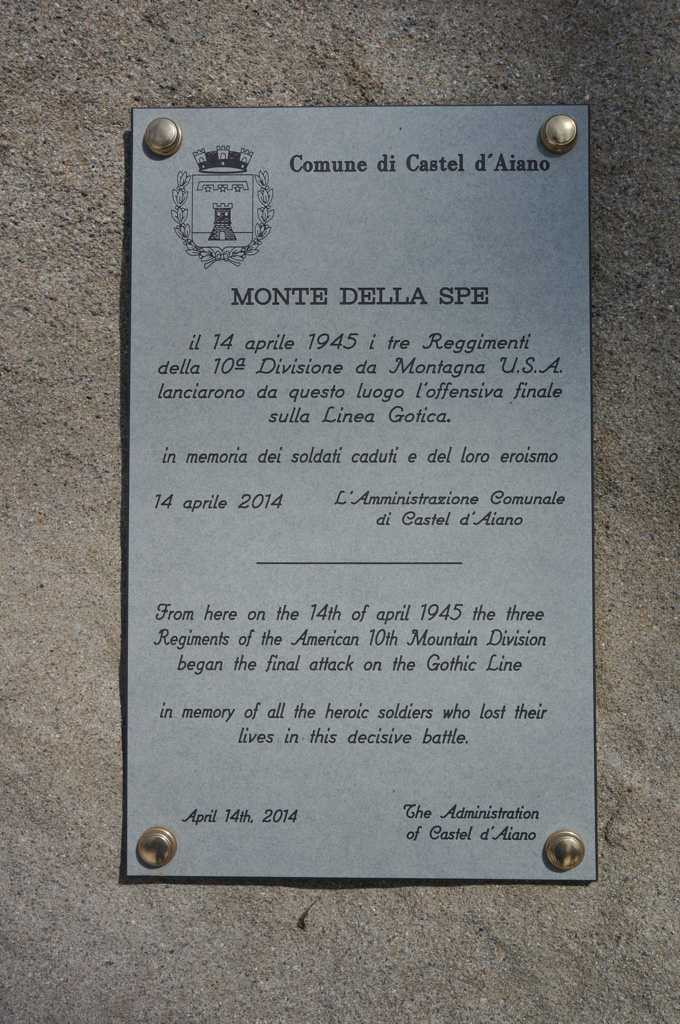 Comune di Castel d'Aiano
MONTE DELLA SPE
il 14 aprile 1945 i tre Reggimenti
della 10ª Divisione da Montagna U.S.A.
lanciarono da questo luogo l'offensiva finale
sulla Linea Gotica.
in memoria dei soldati caduti e del loro eroismo
14 aprile 2014
L'Amministrazione Comunale
di Castel d'Aiano
From here on the 14th of april 1945 the three
Regiments of the American 10th Mountain Division
began the final attack on the Gothic Line
in memory of all the heroic soldiers who lost their
lives in this decisive battle.
April 14th, 2014
The Administration
of Castel d'Aiano